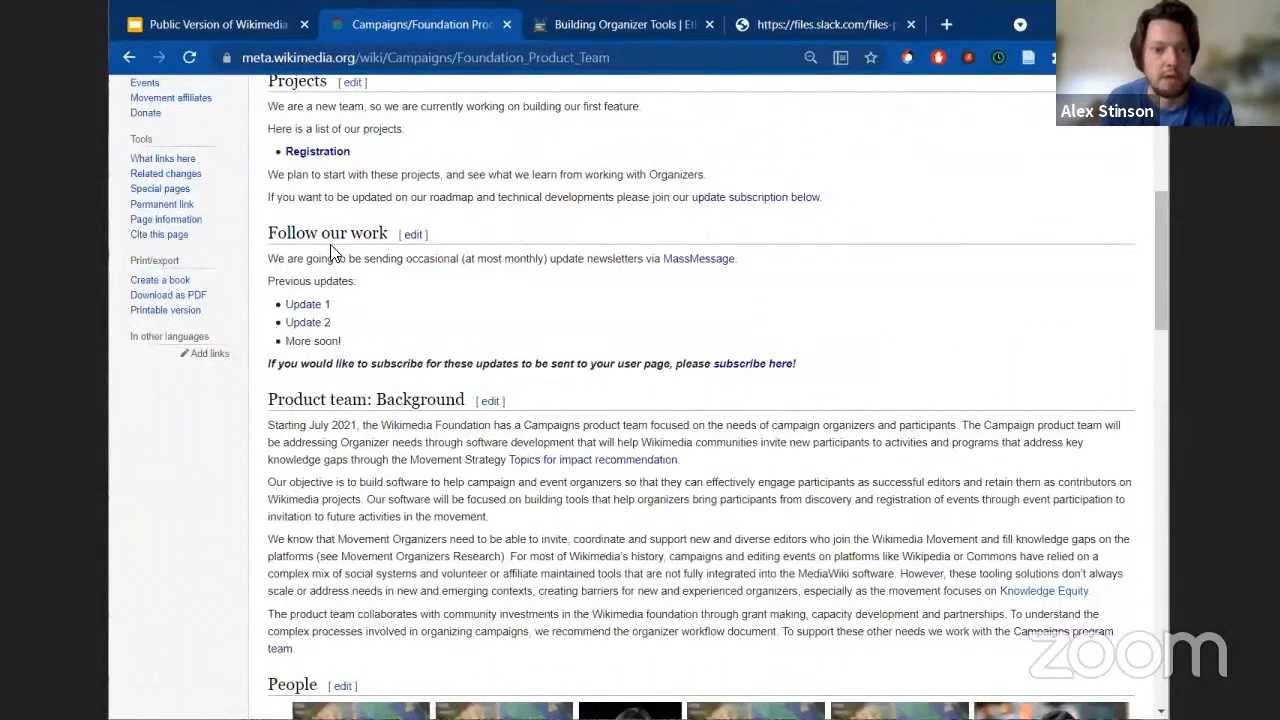 Public Version of Wikimedia
Campaigns/Foundation Pro
Building Organizer Tools | Et
https://files.slack.com/files-p
meta.wikimedia.org/wiki/Campaigns/Foundation_Product_Team
Alex Stinson
Events
Movement affiliates
Donate
Tools
What links here
Related changes
Special pages
Permanent link
Page information
Cite this page
Print/export
Create a book
Download as PDF
Printable version
In other languages
Add links
Projects [ edit ]
We are a new team, so we are currently working on building our first feature.
Here is a list of our projects:
Registration
We plan to start with these projects, and see what we learn from working with Organizers.
If you want to be updated on our roadmap and technical developments please join our update subscription below.
Follow our work [ edit ]
We are going to be sending occasional (at most monthly) update newsletters via MassMessage.
Previous updates:
Update 1
Update 2
More soon!
If you would like to subscribe for these updates to be sent to your user page, please subscribe here!
Product team: Background [ edit ]
Starting July 2021, the Wikimedia Foundation has a Campaigns product team focused on the needs of campaign organizers and participants. The Campaign product team will
be addressing Organizer needs through software development that will help Wikimedia communities invite new participants to activities and programs that address key
knowledge gaps through the Movement Strategy Topics for impact recommendation.
Our objective is to build software to help campaign and event organizers so that they can effectively engage participants as successful editors and retain them as contributors on
Wikimedia projects. Our software will be focused on building tools that help organizers bring participants from discovery and registration of events through event participation to
invitation to future activities in the movement.
We know that Movement Organizers need to be able to invite, coordinate and support new and diverse editors who join the Wikimedia Movement and fill knowledge gaps on the
platforms (see Movement Organizers Research). For most of Wikimedia's history, campaigns and editing events on platforms like Wikipedia or Commons have relied on a
complex mix of social systems and volunteer or affiliate maintained tools that are not fully integrated into the MediaWiki software. However, these tooling solutions don't always
scale or address needs in new and emerging contexts, creating barriers for new and experienced organizers, especially as the movement focuses on Knowledge Equity.
The product team collaborates with community investments in the Wikimedia foundation through grant making, capacity development and partnerships. To understand the
complex processes involved in organizing campaigns, we recommend the organizer workflow document. To support these other needs we work with the Campaigns program
team.
People [ edit ]
zoom